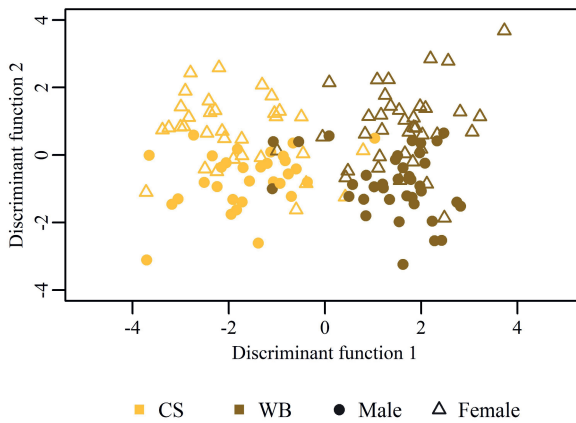 Discriminant function 2
4
2
0
-2
-4
-4 -2 0 2 4
Discriminant function 1
CS WB Male Female